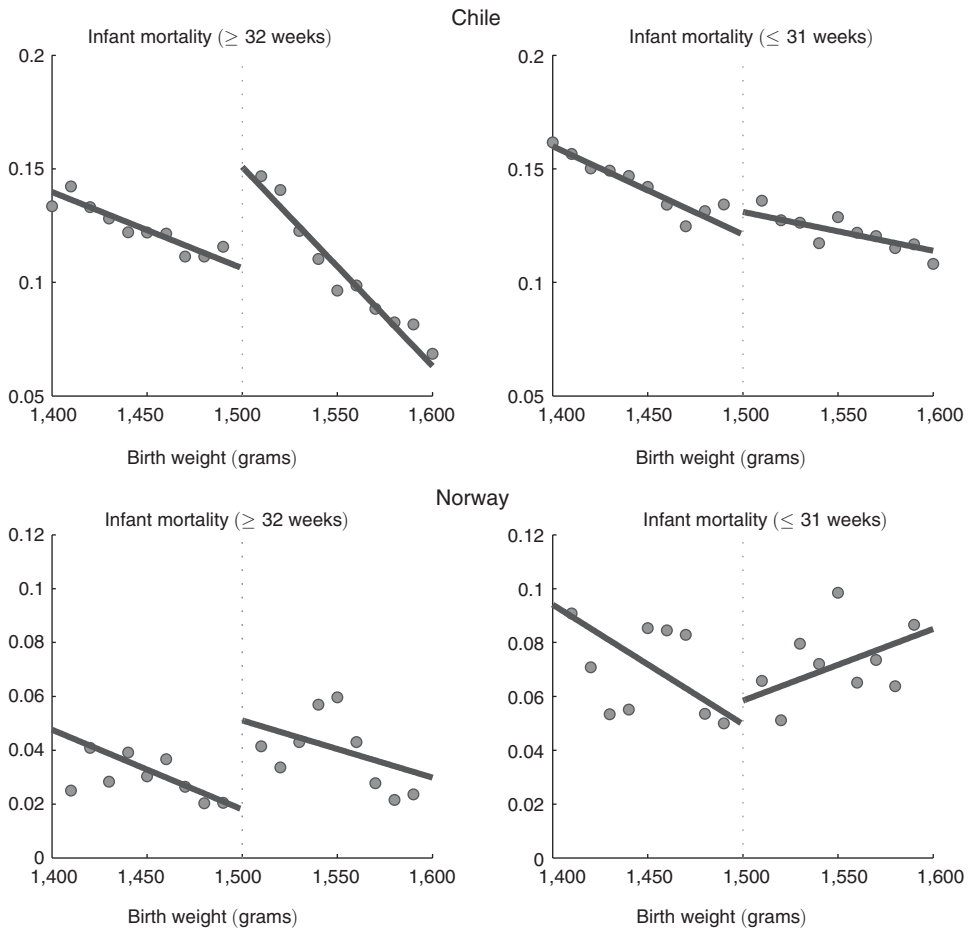 Chile
Infant mortality (≥ 32 weeks)
0.2
0.15
0.1
0.05
1,400 1,450 1,500 1,550 1,600
Birth weight (grams)
Infant mortality (≤ 31 weeks)
0.2
0.15
0.1
0.05
1,400 1,450 1,500 1,550 1,600
Birth weight (grams)
Norway
Infant mortality (≥ 32 weeks)
0.12
0.1
0.08
0.06
0.04
0.02
0
1,400 1,450 1,500 1,550 1,600
Birth weight (grams)
Infant mortality (≤ 31 weeks)
0.12
0.1
0.08
0.06
0.04
0.02
0
1,400 1,450 1,500 1,550 1,600
Birth weight (grams)